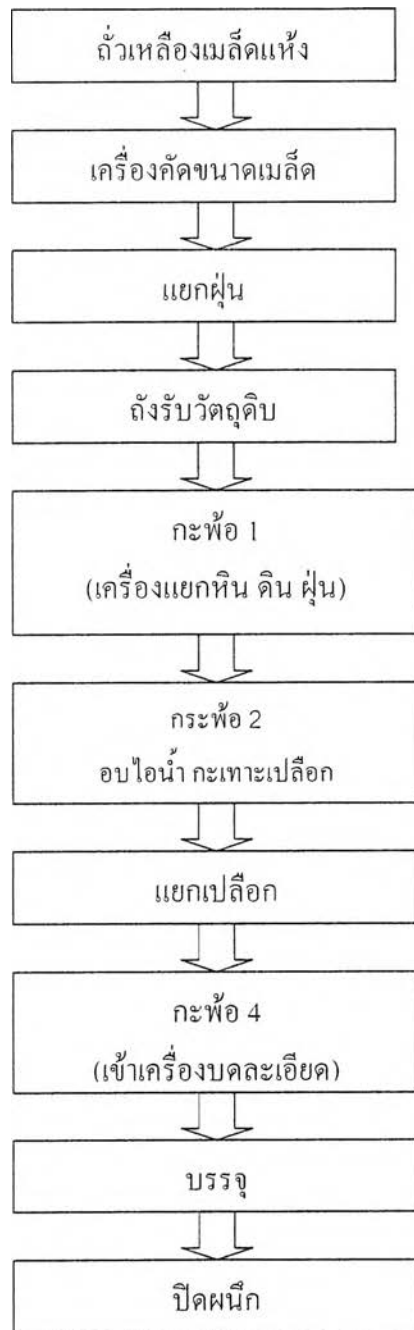 ถั่วเหลืองเมล็ดแห้ง
เครื่องคัดขนาดเมล็ด
แยกฝุ่น
ถังรับวัตถุดิบ
กะพ้อ 1
(เครื่องแยกหิน ดิน ฝุ่น)
กระพ้อ 2
อบไอน้ำ กะเทาะเปลือก
แยกเปลือก
กะพ้อ 4
(เข้าเครื่องบดละเอียด)
บรรจุ
ปิดผนึก